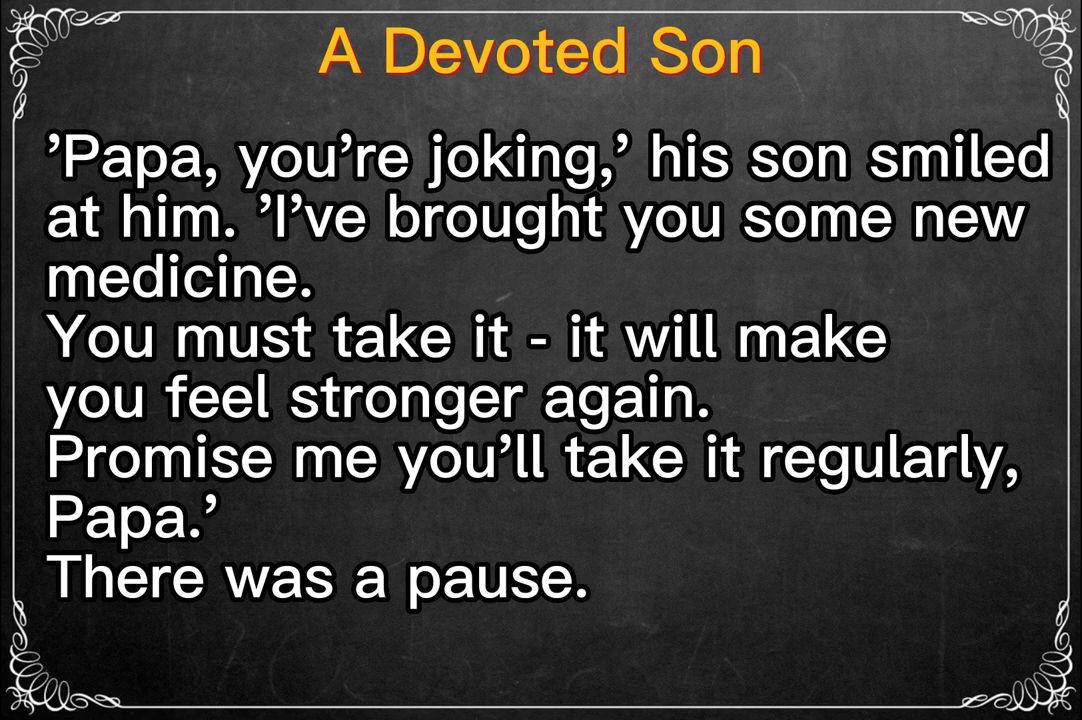 A Devoted Son
’Papa, you’re joking,’ his son smiled
at him. ’I’ve brought you some new
medicine.
You must take it - it will make
you feel stronger again.
Promise me you’ll take it regularly,
Papa.’
There was a pause.